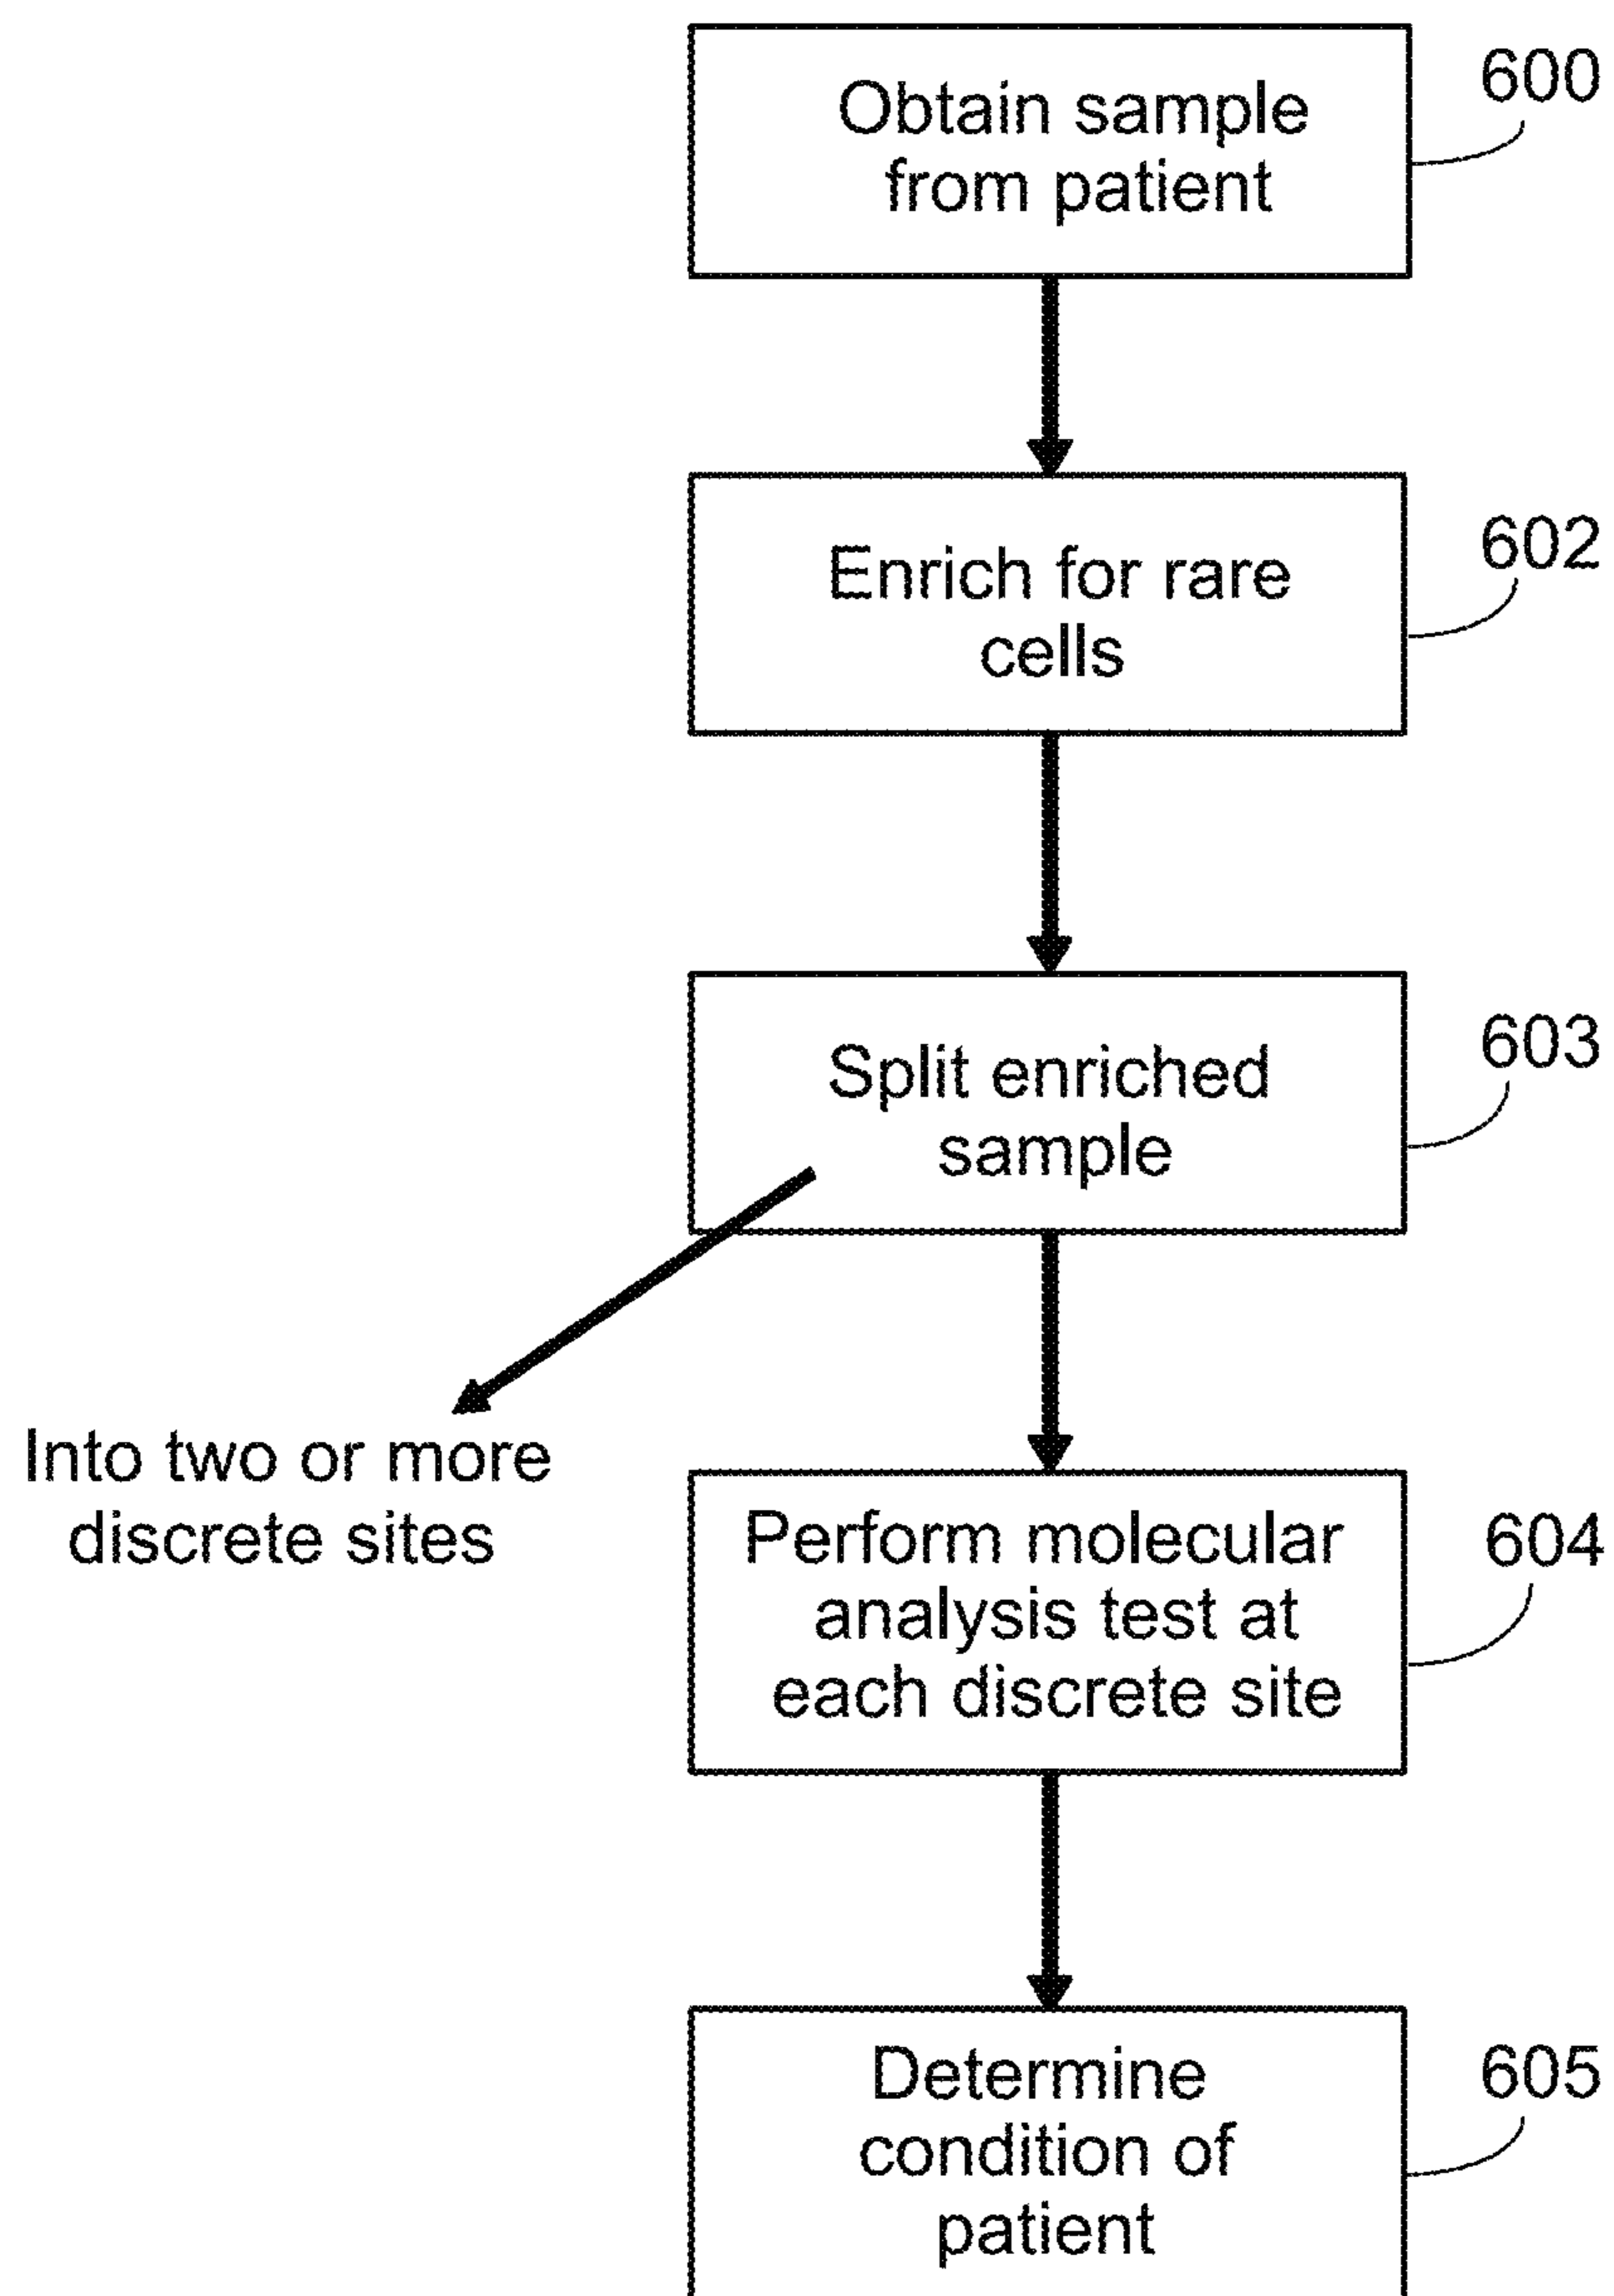 Obtain sample
from patient
600
Enrich for rare
cells
602
Split enriched
sample
603
Into two or more
discrete sites
Perform molecular
analysis test at
each discrete site
604
Determine
condition of
patient
605